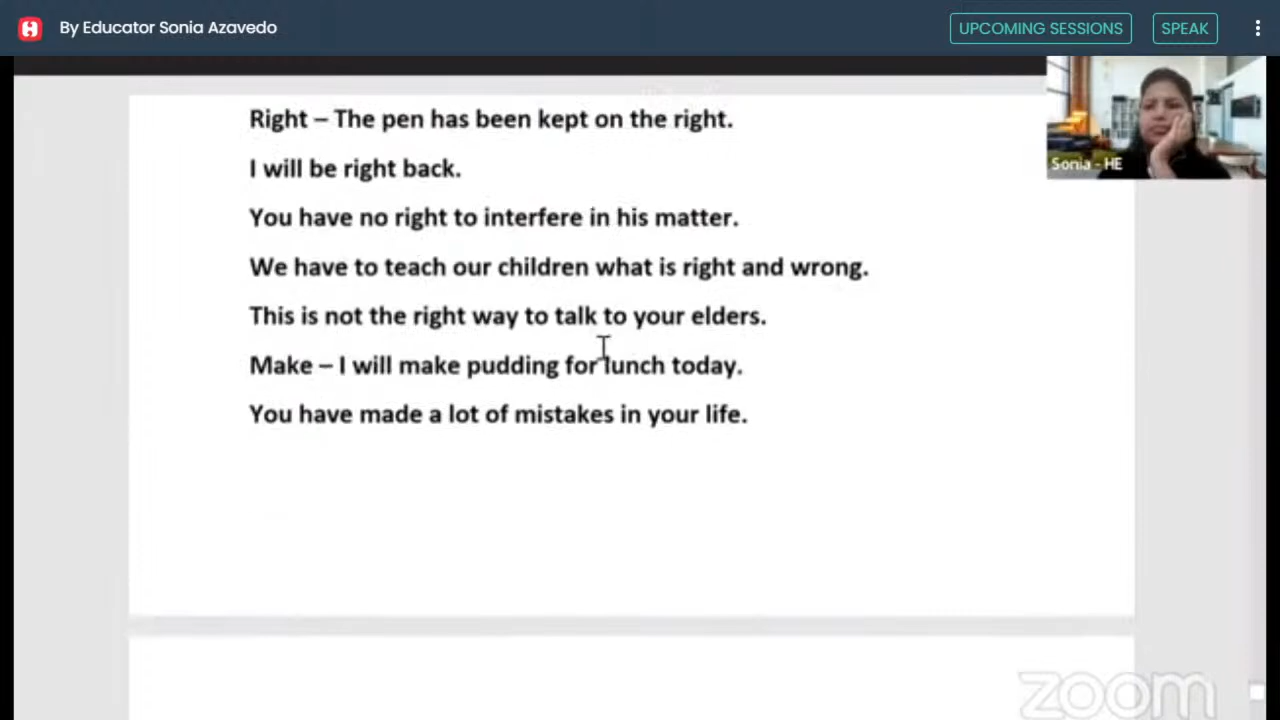 By Educator Sonia Azavedo
UPCOMING SESSIONS
SPEAK
Right – The pen has been kept on the right.
I will be right back.
You have no right to interfere in his matter.
We have to teach our children what is right and wrong.
This is not the right way to talk to your elders.
Make – I will make pudding for lunch today.
You have made a lot of mistakes in your life.
Sonia - HE
zoom